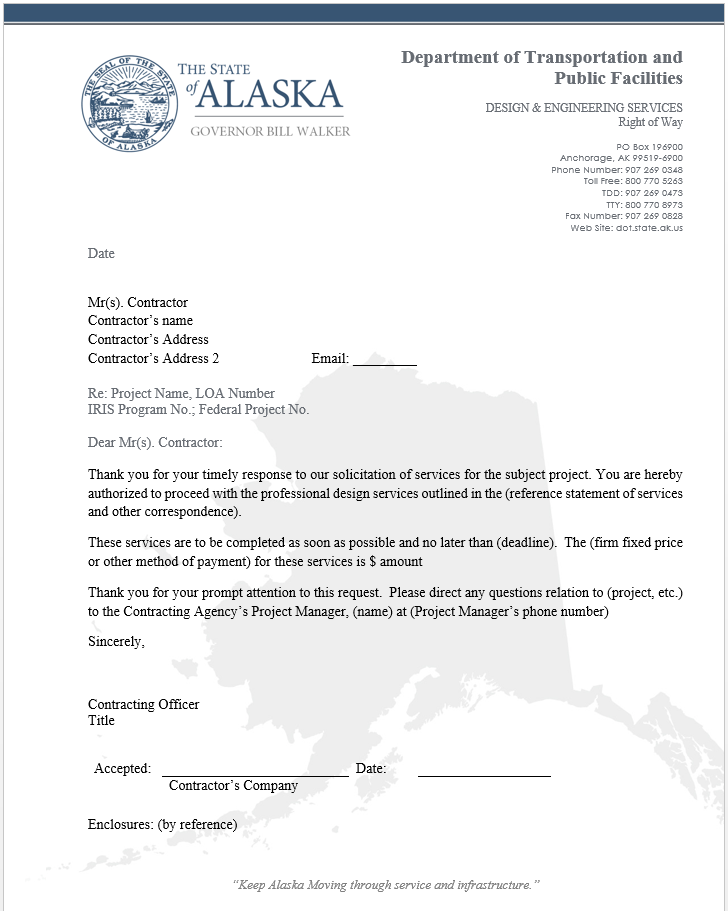 THE SEAL OF THE STATE
OF ALASKA
THE STATE
of ALASKA
GOVERNOR BILL WALKER
Department of Transportation and
Public Facilities
DESIGN & ENGINEERING SERVICES
Right of Way
PO Box 196900
Anchorage, AK 99519-6900
Phone Number: 907 269 0348
Toll Free: 800 770 5263
TDD: 907 269 0473
TTY: 800 770 8973
Fax Number: 907 269 0828
Web Site: dot.state.ak.us
Date
Mr(s). Contractor
Contractor’s name
Contractor’s Address
Contractor’s Address 2 Email: _________
Re: Project Name, LOA Number
IRIS Program No.; Federal Project No.
Dear Mr(s). Contractor:
Thank you for your timely response to our solicitation of services for the subject project. You are hereby
authorized to proceed with the professional design services outlined in the (reference statement of services
and other correspondence).
These services are to be completed as soon as possible and no later than (deadline).  The (firm fixed price
or other method of payment) for these services is $ amount
Thank you for your prompt attention to this request.  Please direct any questions relation to (project, etc.)
to the Contracting Agency’s Project Manager, (name) at (Project Manager’s phone number)
Sincerely,
Contracting Officer
Title
Accepted: ___________________________ Date: ___________________
Contractor’s Company
Enclosures: (by reference)
“Keep Alaska Moving through service and infrastructure.”